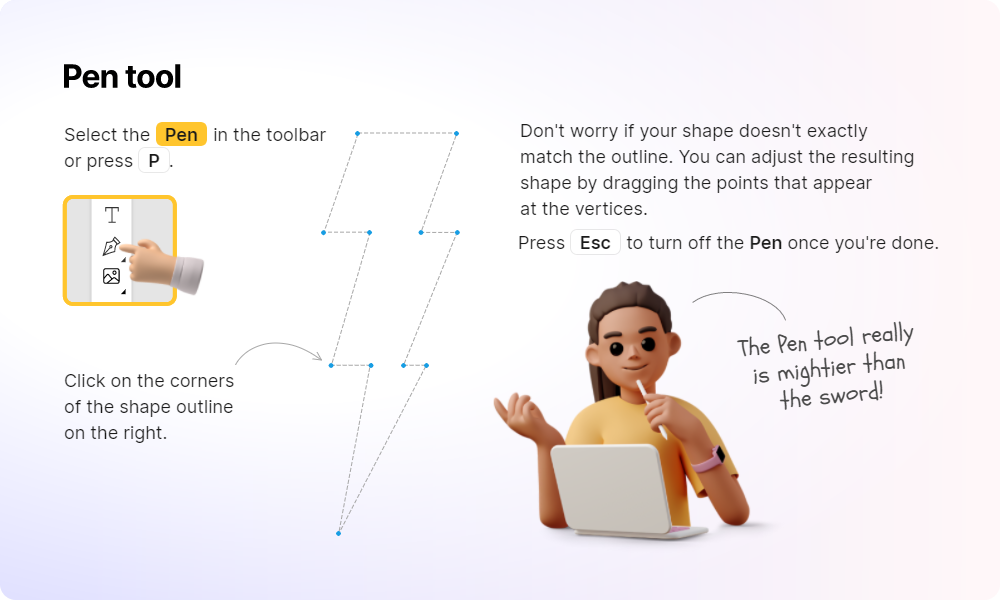 Pen tool
Select the Pen in the toolbar
or press P.
T
Click on the corners
of the shape outline
on the right.
Don't worry if your shape doesn't exactly
match the outline. You can adjust the resulting
shape by dragging the points that appear
at the vertices.
Press Esc to turn off the Pen once you're done.
The Pen tool really
is mightier than
the sword!